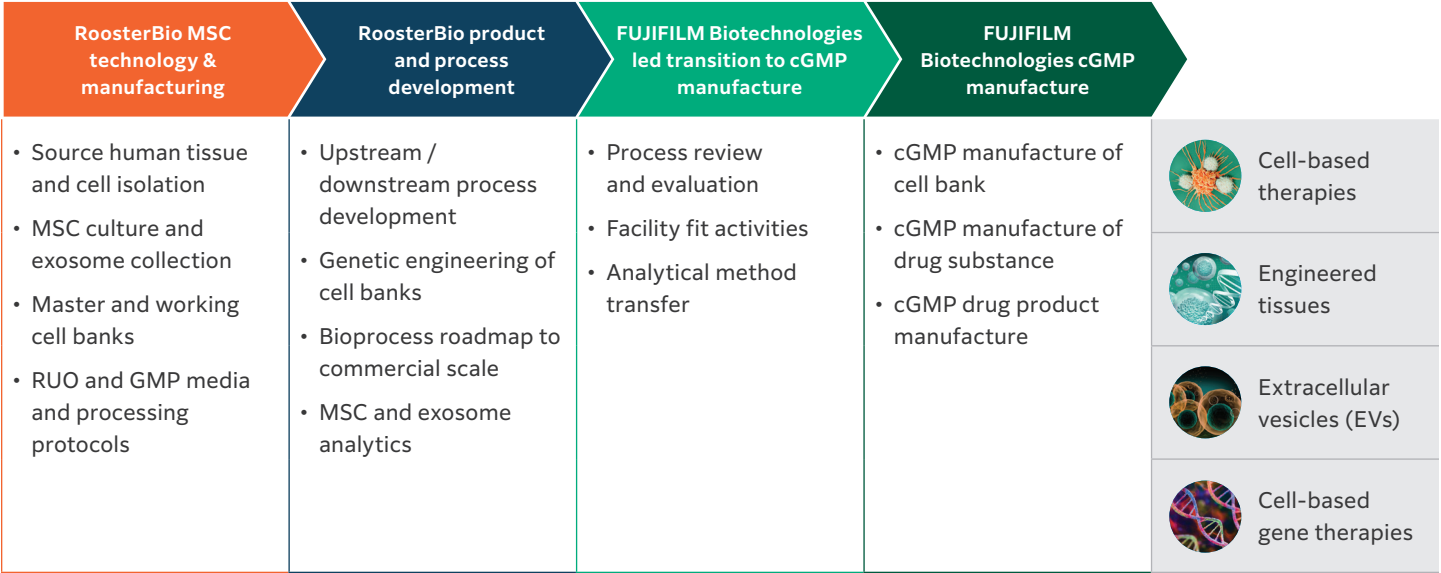 RoosterBio MSC
technology &
manufacturing
RoosterBio product
and process
development
FUJIFILM Biotechnologies
led transition to cGMP
manufacture
FUJIFILM
Biotechnologies cGMP
manufacture
• Source human tissue
and cell isolation
• MSC culture and
exosome collection
• Master and working
cell banks
• RUO and GMP media
and processing
protocols
• Upstream /
downstream process
development
• Genetic engineering of
cell banks
• Bioprocess roadmap to
commercial scale
• MSC and exosome
analytics
• Process review
and evaluation
• Facility fit activities
• Analytical method
transfer
• cGMP manufacture of
cell bank
• cGMP manufacture of
drug substance
• cGMP drug product
manufacture
Cell-based
therapies
Engineered
tissues
Extracellular
vesicles (EVs)
Cell-based
gene therapies